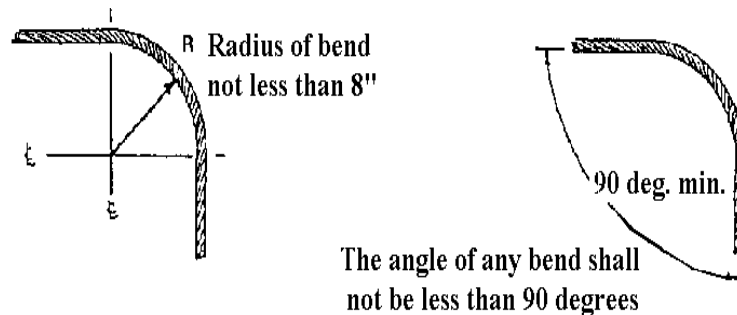 R Radius of bend
not less than 8"
℄
℄
90 deg. min.
The angle of any bend shall
not be less than 90 degrees